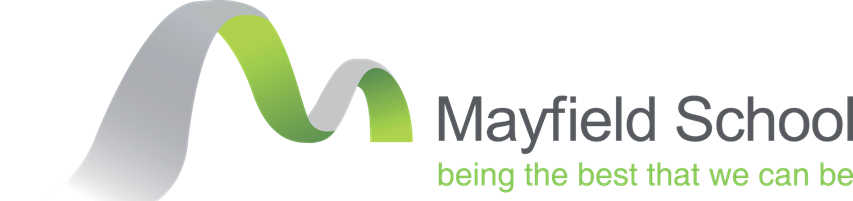 Mayfield School
being the best that we can be